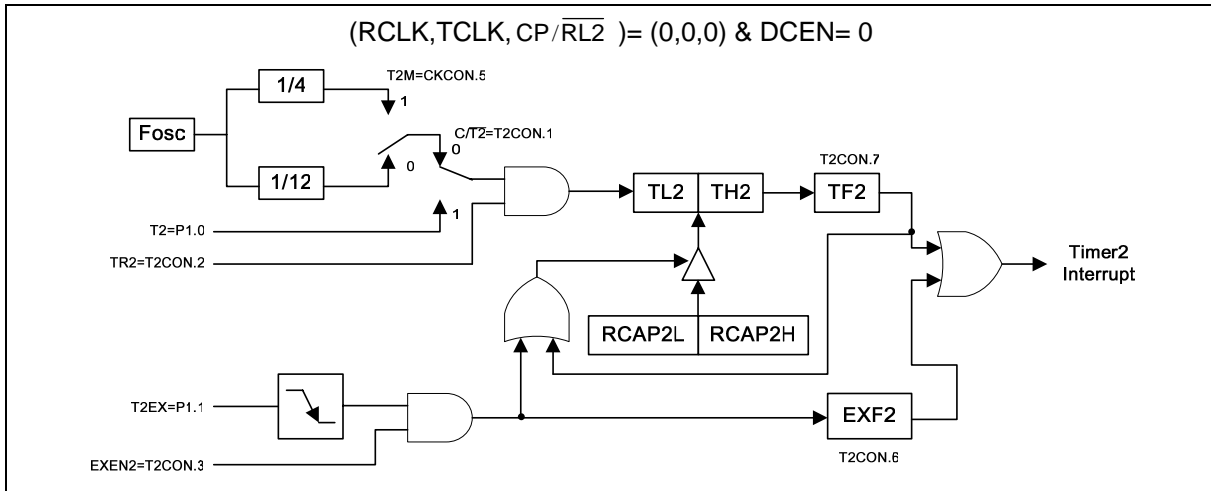 (RCLK,TCLK, CP/R̅L̅2̅ )= (0,0,0) & DCEN= 0
1/4
T2M=CKCON.5
1
Fosc
C/T̅2̅=T2CON.1
0
0
1/12
T2CON.7
TL2
TH2
TF2
1
T2=P1.0
TR2=T2CON.2
Timer2
Interrupt
RCAP2L
RCAP2H
T2EX=P1.1
EXF2
EXEN2=T2CON.3
T2CON.6